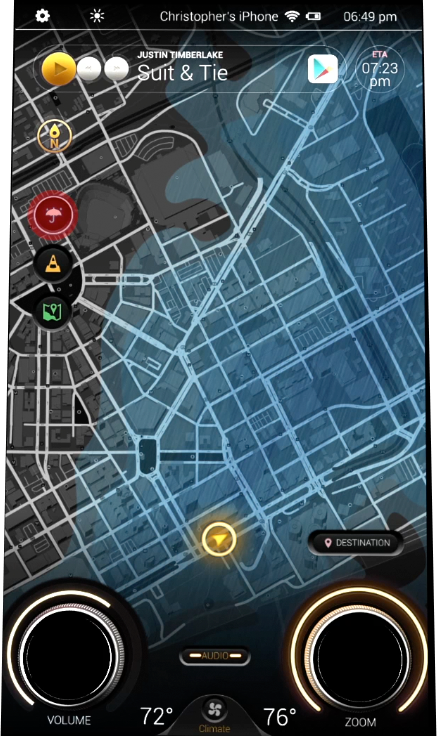 Christopher's iPhone 06:49 pm
JUSTIN TIMBERLAKE
Suit & Tie
ETA
07:23
pm
N
DESTINATION
AUDIO
VOLUME
72°
76°
ZOOM
Climate